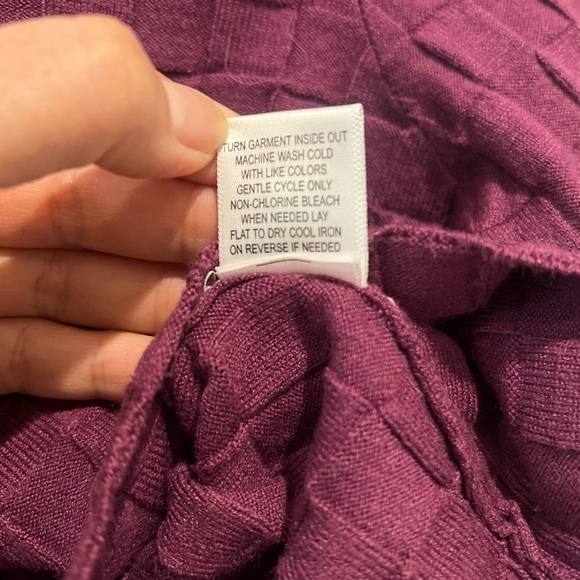 TURN GARMENT INSIDE OUT
MACHINE WASH COLD
WITH LIKE COLORS
GENTLE CYCLE ONLY
NON-CHLORINE BLEACH
WHEN NEEDED LAY
FLAT TO DRY COOL IRON
ON REVERSE IF NEEDED